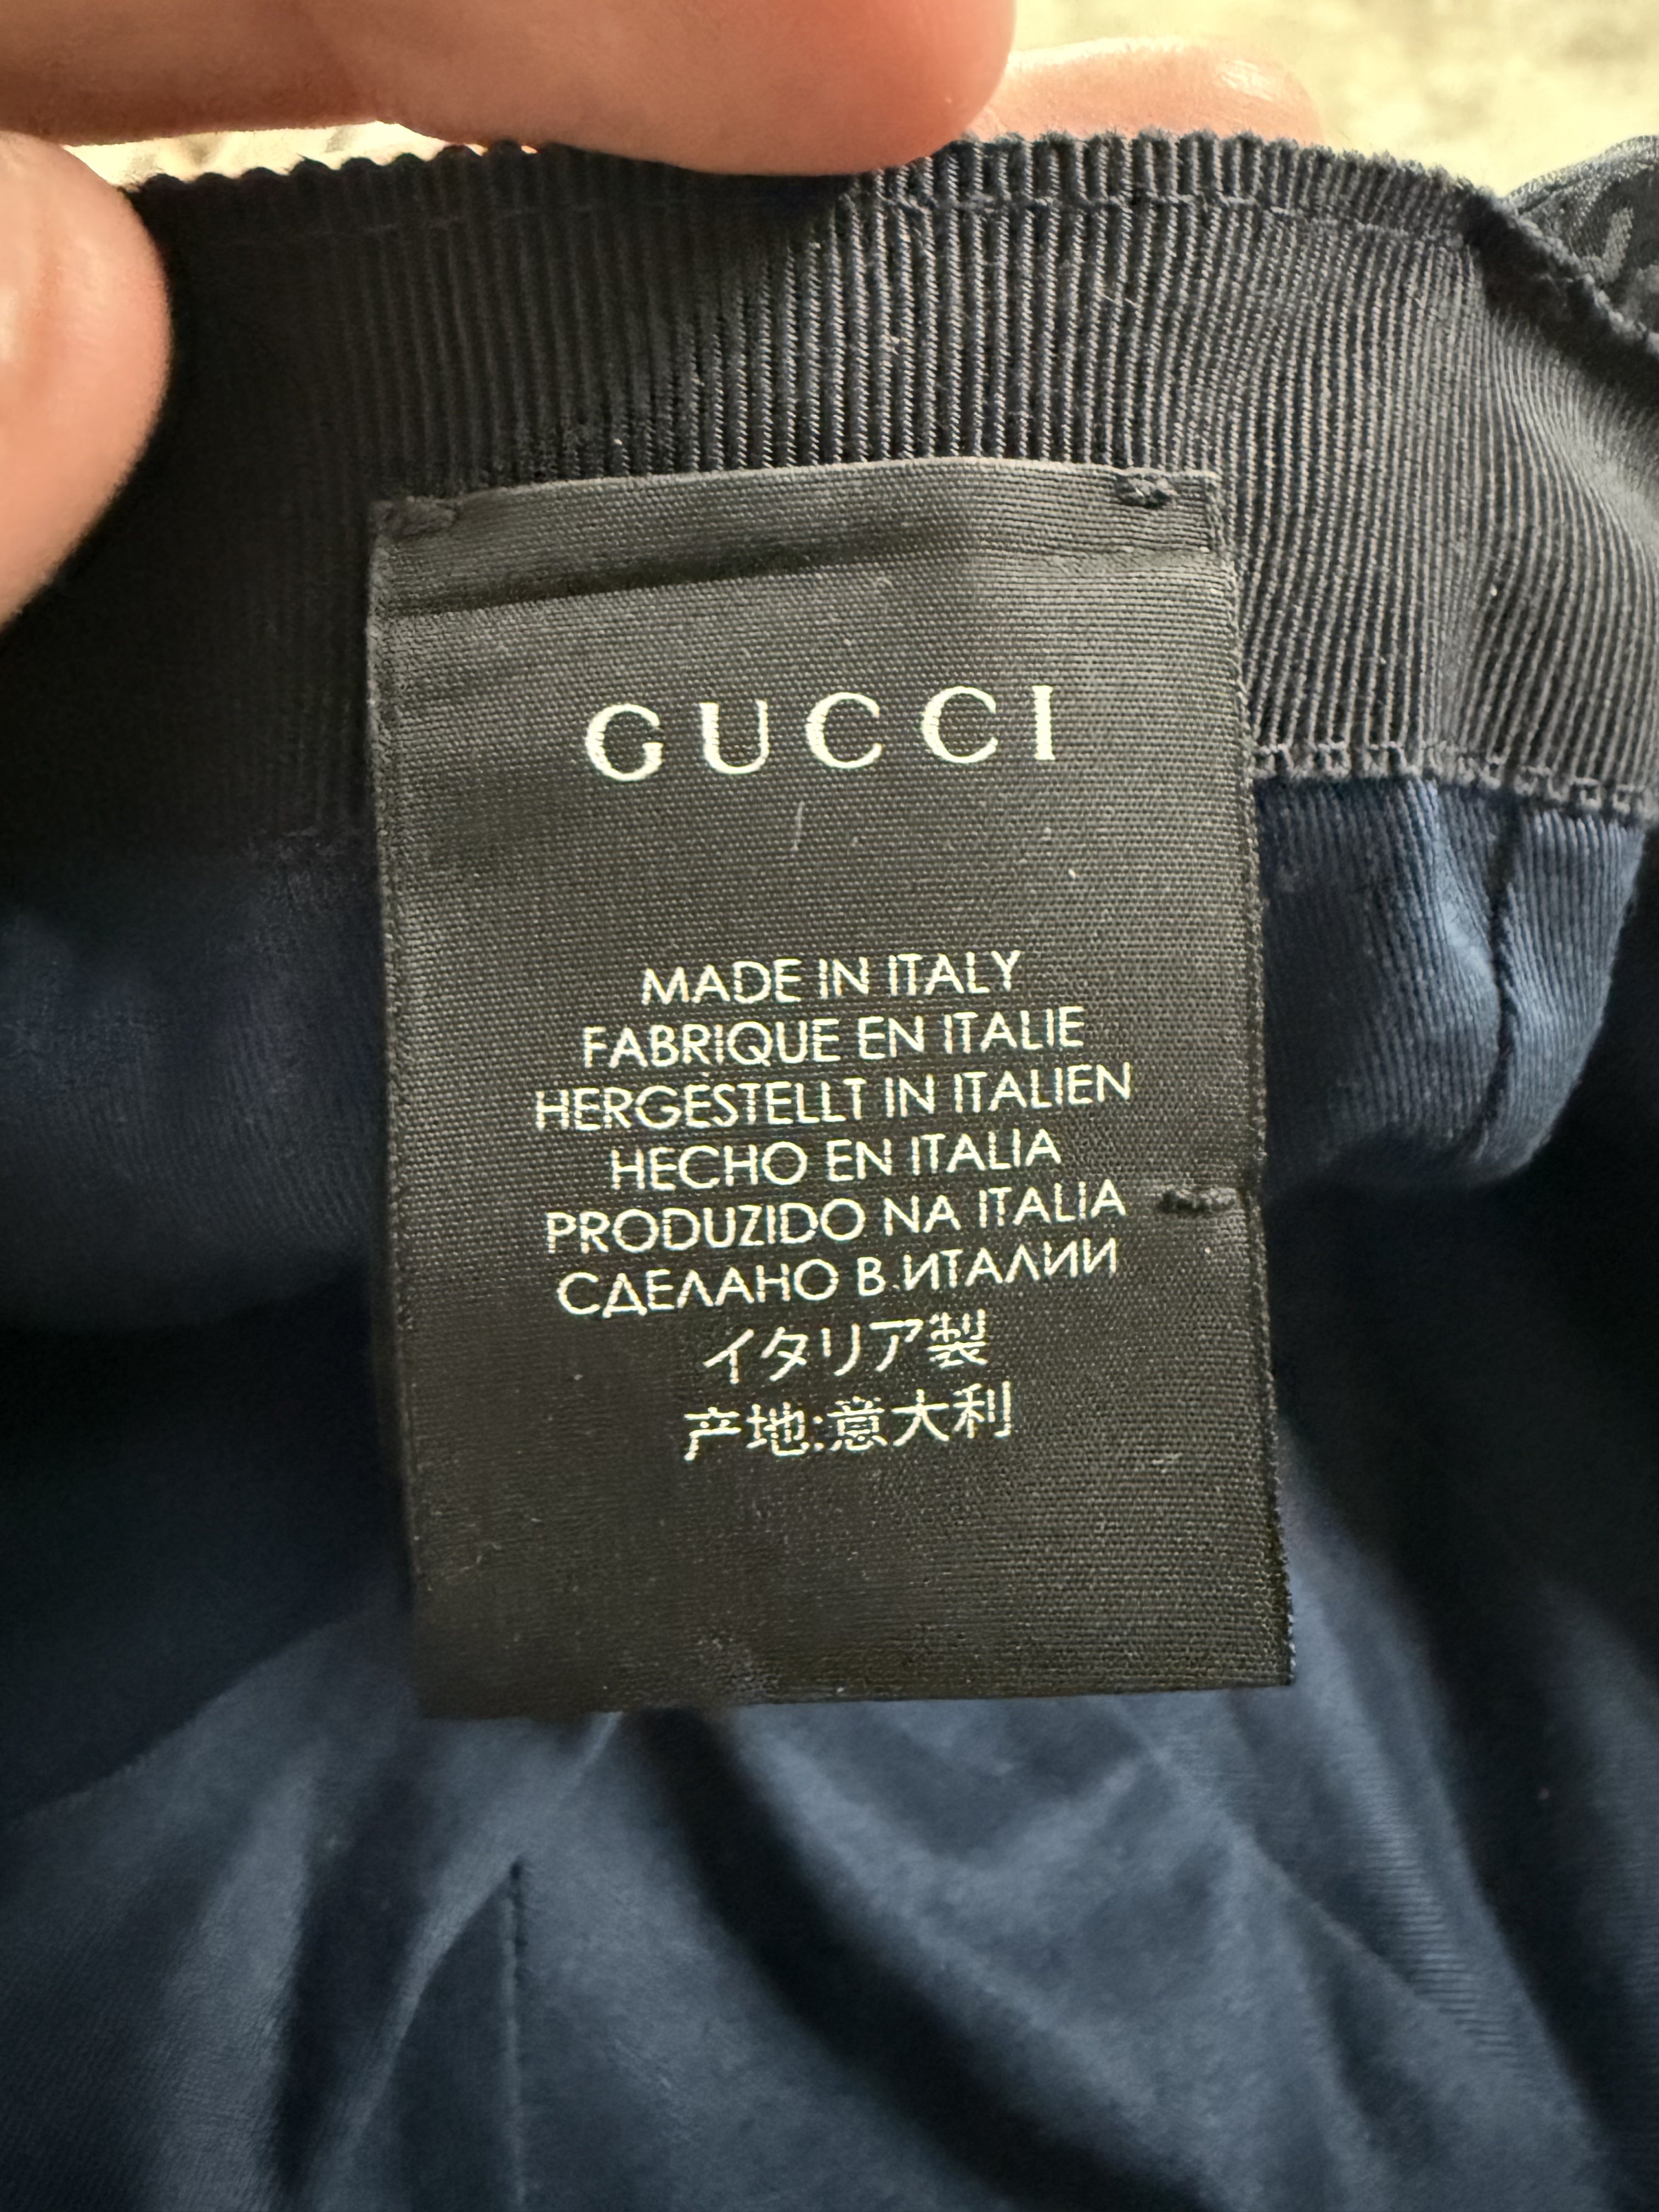 GUCCI
MADE IN ITALY
FABRIQUE EN ITALIE
HERGESTELLT IN ITALIEN
HECHO EN ITALIA
PRODUZIDO NA ITALIA
СДЕЛАНО В ИТАЛИИ
イタリア製
产地:意大利